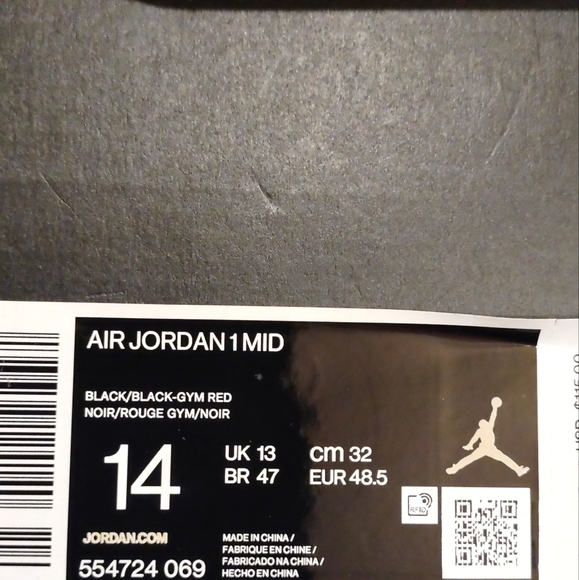 AIR JORDAN 1 MID
BLACK/BLACK-GYM RED
NOIR/ROUGE GYM/NOIR
14
UK 13
BR 47
cm 32
EUR 48.5
RFID
JORDAN.COM
554724 069
MADE IN CHINA /
FABRIQUE EN CHINE /
FABRICADO NA CHINA /
HECHO EN CHINA